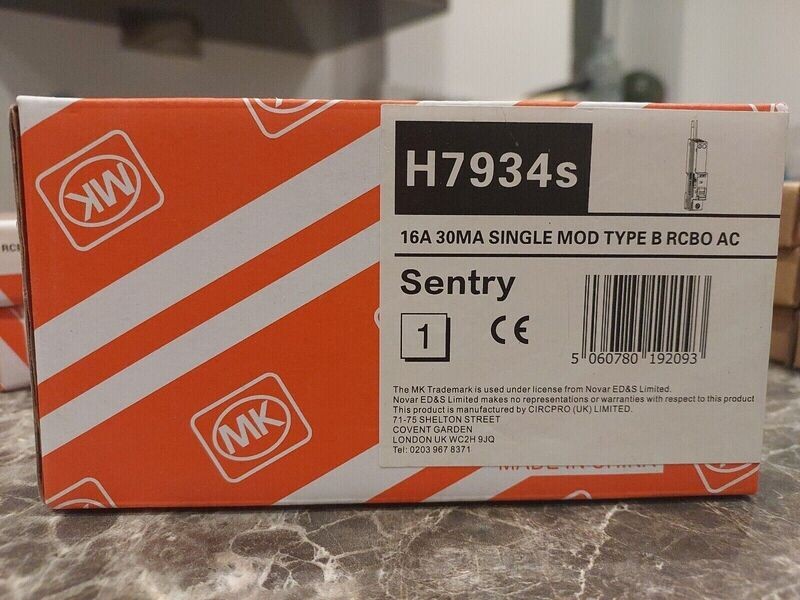 MK
MK
H7934s
16A 30MA SINGLE MOD TYPE B RCBO AC
Sentry
1
CE
5 060780 192093
The MK Trademark is used under license from Novar ED&S Limited.
Novar ED&S Limited makes no representations or warranties with respect to this product
This product is manufactured by CIRCPRO (UK) LIMITED.
71-75 SHELTON STREET
COVENT GARDEN
LONDON UK WC2H 9JQ
Tel: 0203 967 8371
MADE IN CHINA